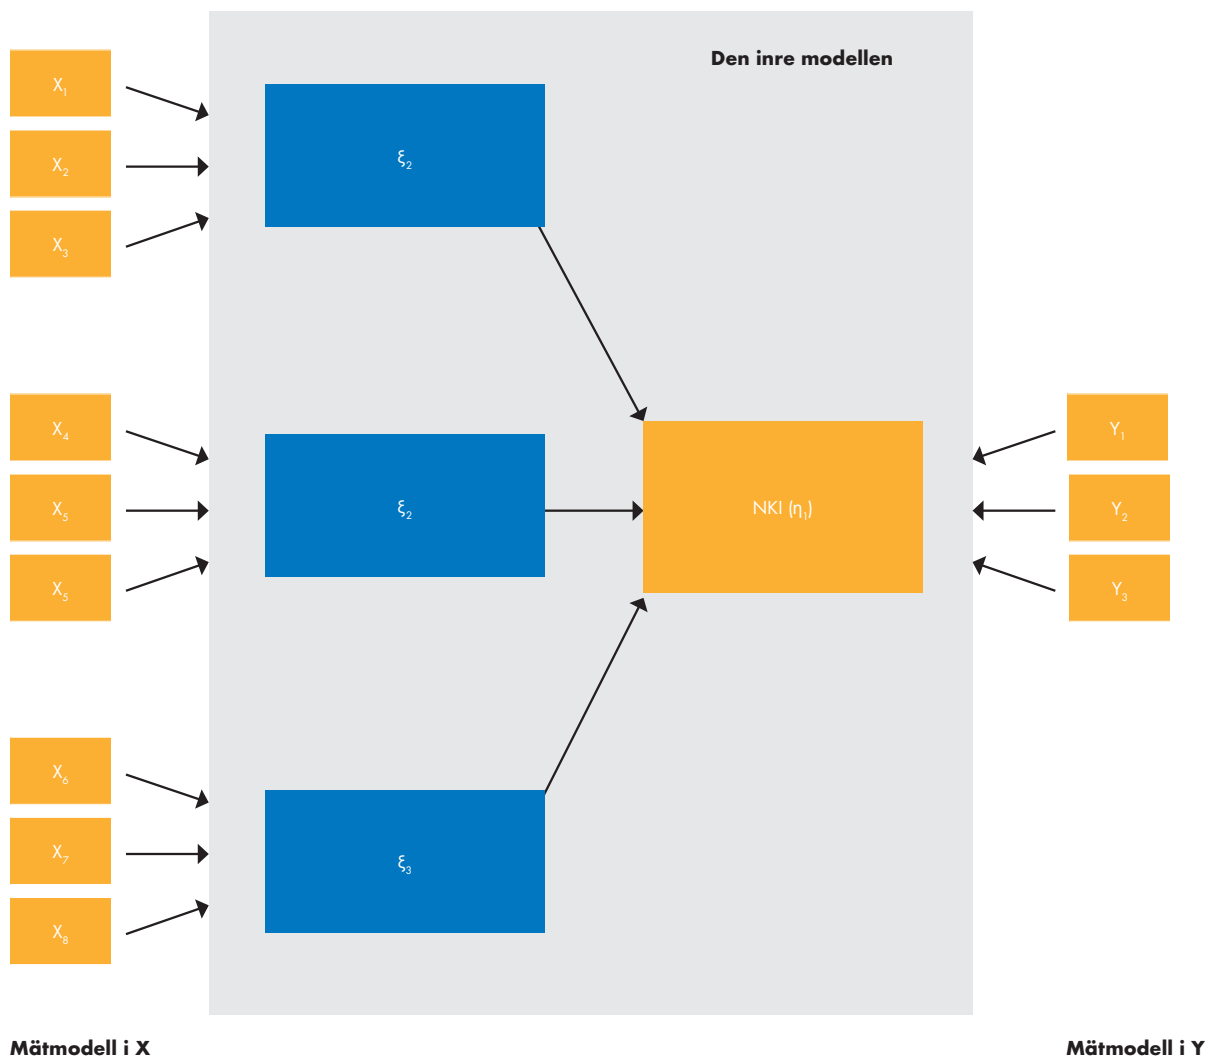 Den inre modellen
X₁
X₂
X₃
ξ₂
X₄
X₅
X₅
ξ₂
NKI (η₁)
Y₁
Y₂
Y₃
X₆
X₇
X₈
ξ₃
Mätmodell i X
Mätmodell i Y